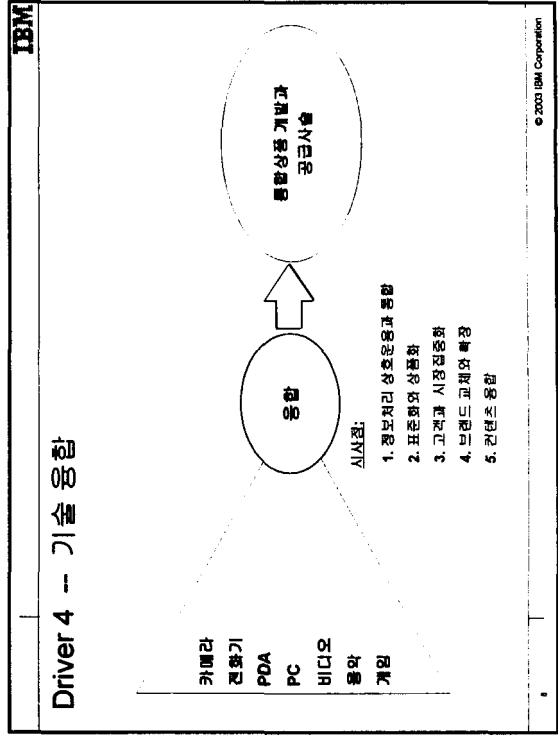 IBM
Driver 4 -- 기술 융합
카메라
전화기
PDA
PC
비디오
음악
게임
융합
통합상품 개발과
공급사슬
시사점:
1. 정보처리 상호운용과 통합
2. 표준화와 상품화
3. 고객과 시장집중화
4. 브랜드 교체와 확장
5. 컨텐츠 융합
© 2003 IBM Corporation